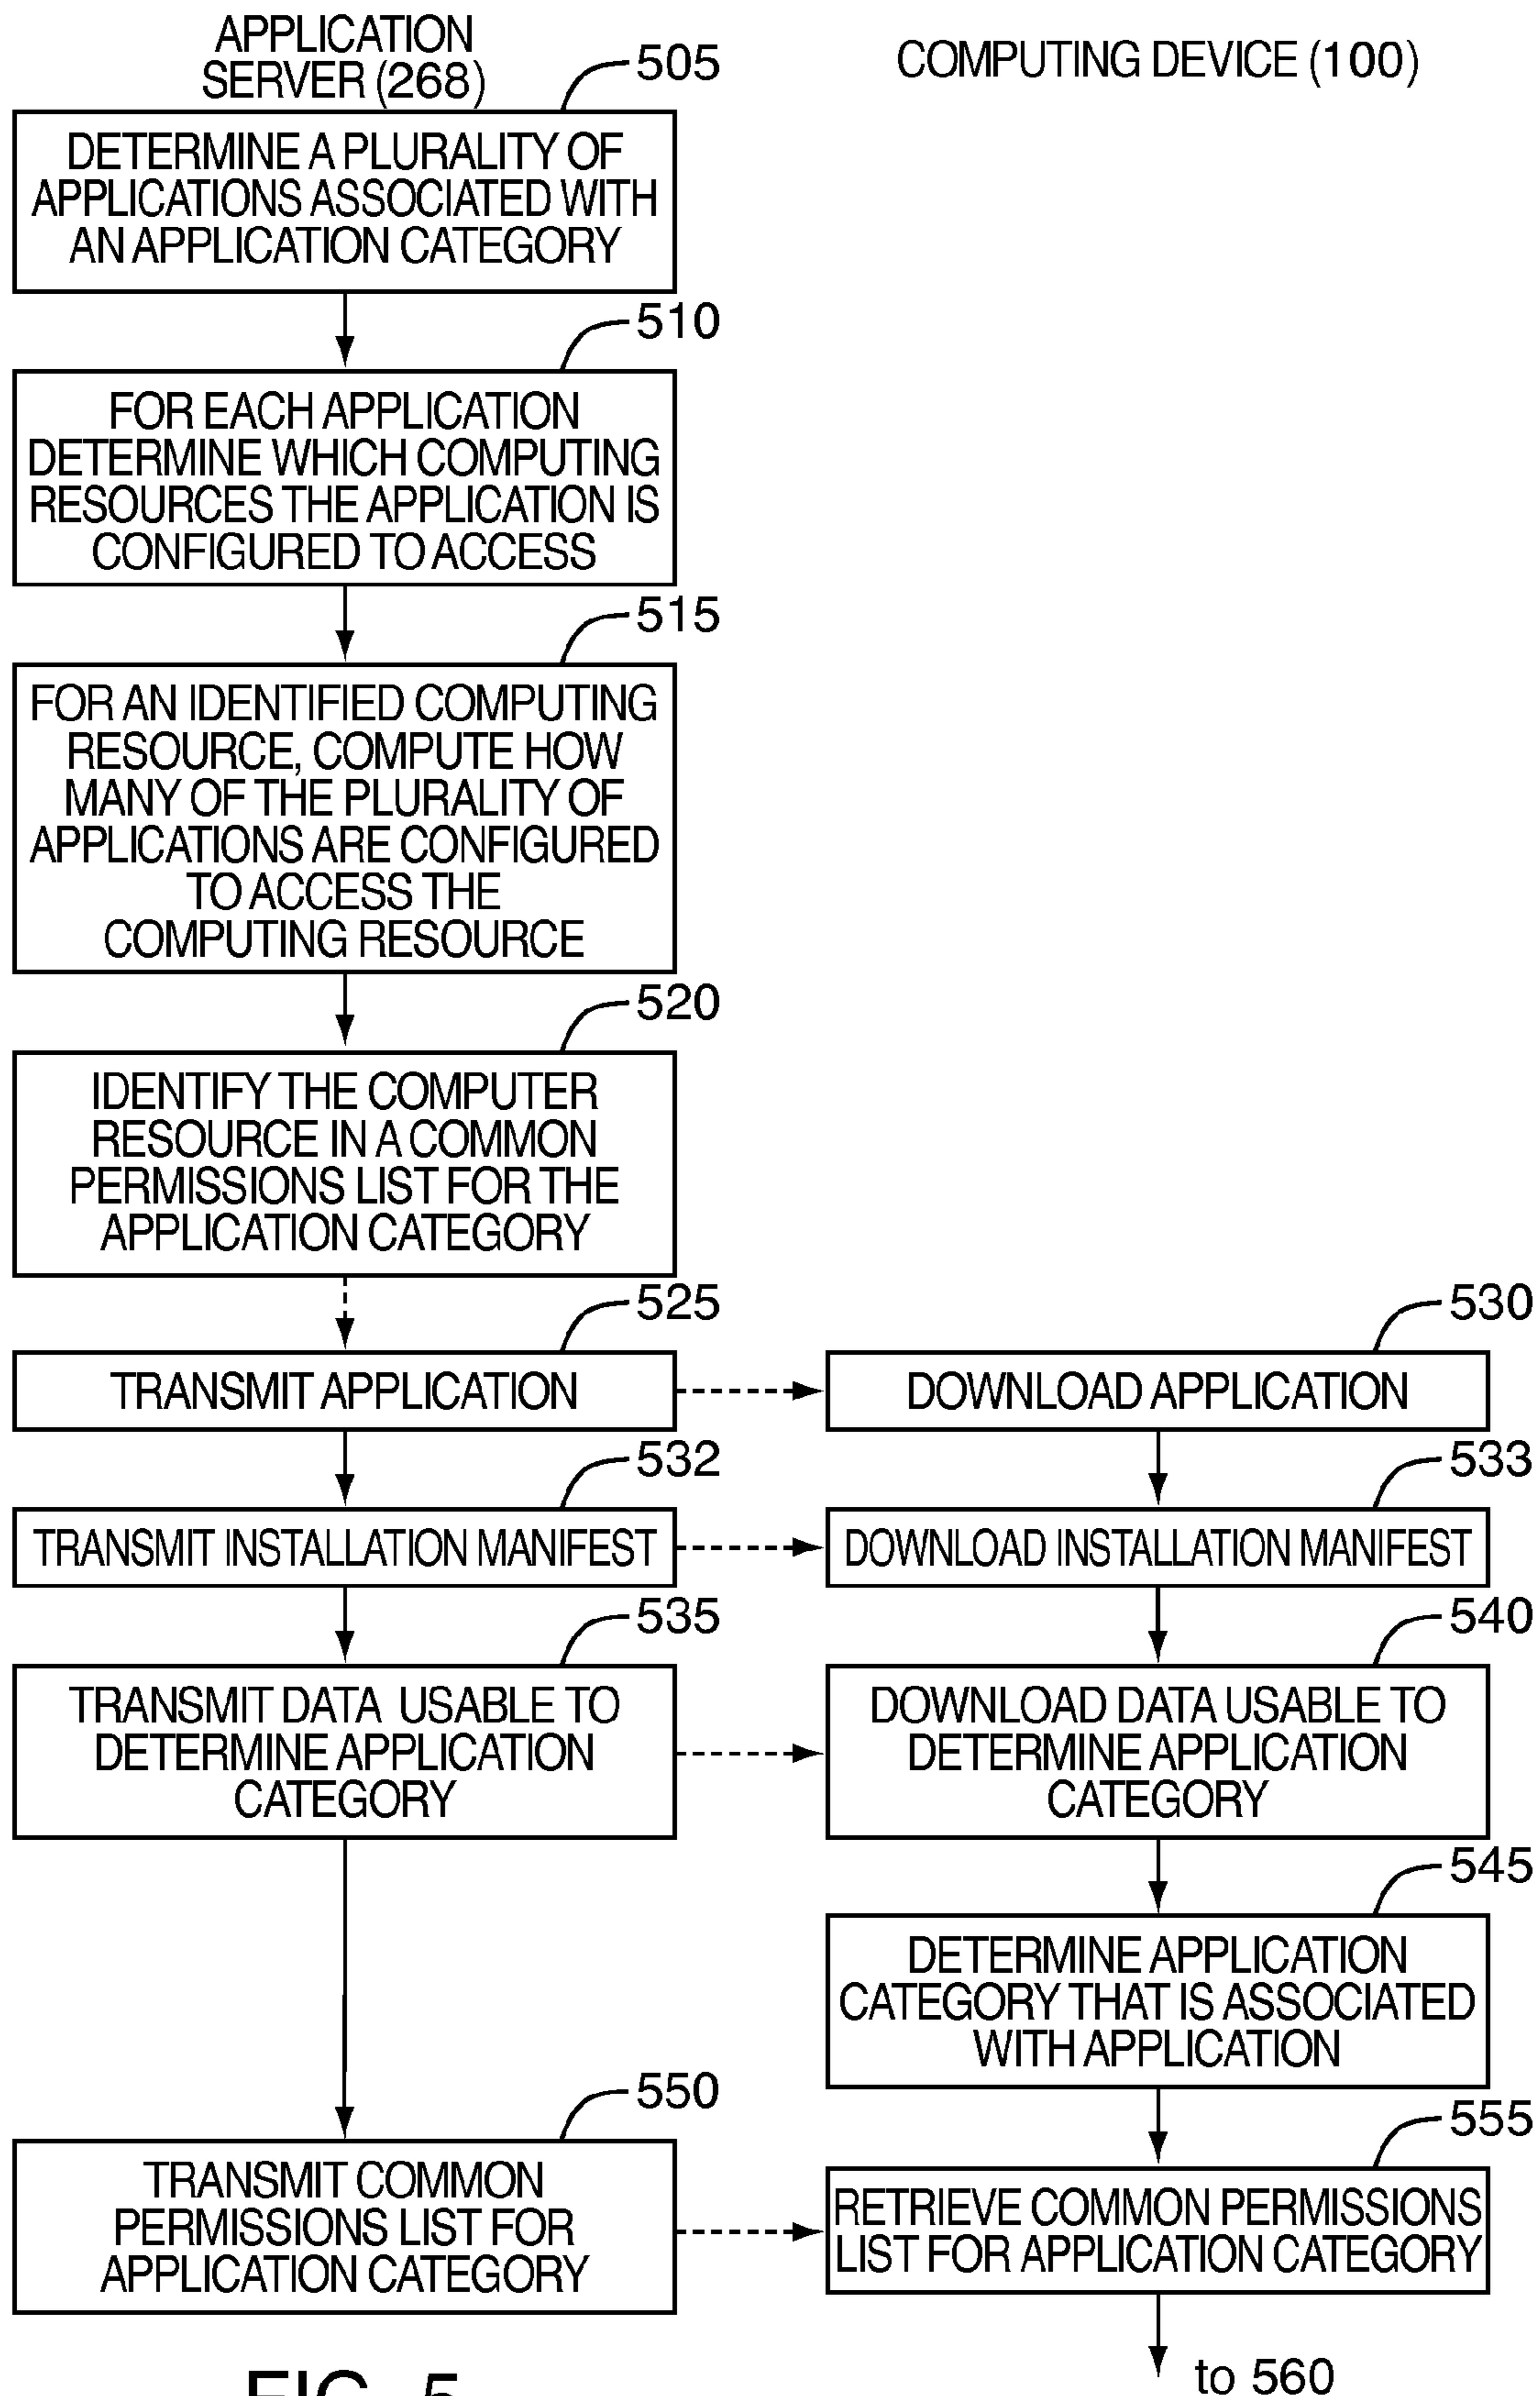 APPLICATION
SERVER (268)
COMPUTING DEVICE (100)
505
DETERMINE A PLURALITY OF
APPLICATIONS ASSOCIATED WITH
AN APPLICATION CATEGORY
510
FOR EACH APPLICATION
DETERMINE WHICH COMPUTING
RESOURCES THE APPLICATION IS
CONFIGURED TO ACCESS
515
FOR AN IDENTIFIED COMPUTING
RESOURCE, COMPUTE HOW
MANY OF THE PLURALITY OF
APPLICATIONS ARE CONFIGURED
TO ACCESS THE
COMPUTING RESOURCE
520
IDENTIFY THE COMPUTER
RESOURCE IN A COMMON
PERMISSIONS LIST FOR THE
APPLICATION CATEGORY
525
TRANSMIT APPLICATION
530
DOWNLOAD APPLICATION
532
TRANSMIT INSTALLATION MANIFEST
533
DOWNLOAD INSTALLATION MANIFEST
535
TRANSMIT DATA USABLE TO
DETERMINE APPLICATION
CATEGORY
540
DOWNLOAD DATA USABLE TO
DETERMINE APPLICATION
CATEGORY
545
DETERMINE APPLICATION
CATEGORY THAT IS ASSOCIATED
WITH APPLICATION
550
TRANSMIT COMMON
PERMISSIONS LIST FOR
APPLICATION CATEGORY
555
RETRIEVE COMMON PERMISSIONS
LIST FOR APPLICATION CATEGORY
to 560
FIG. 5